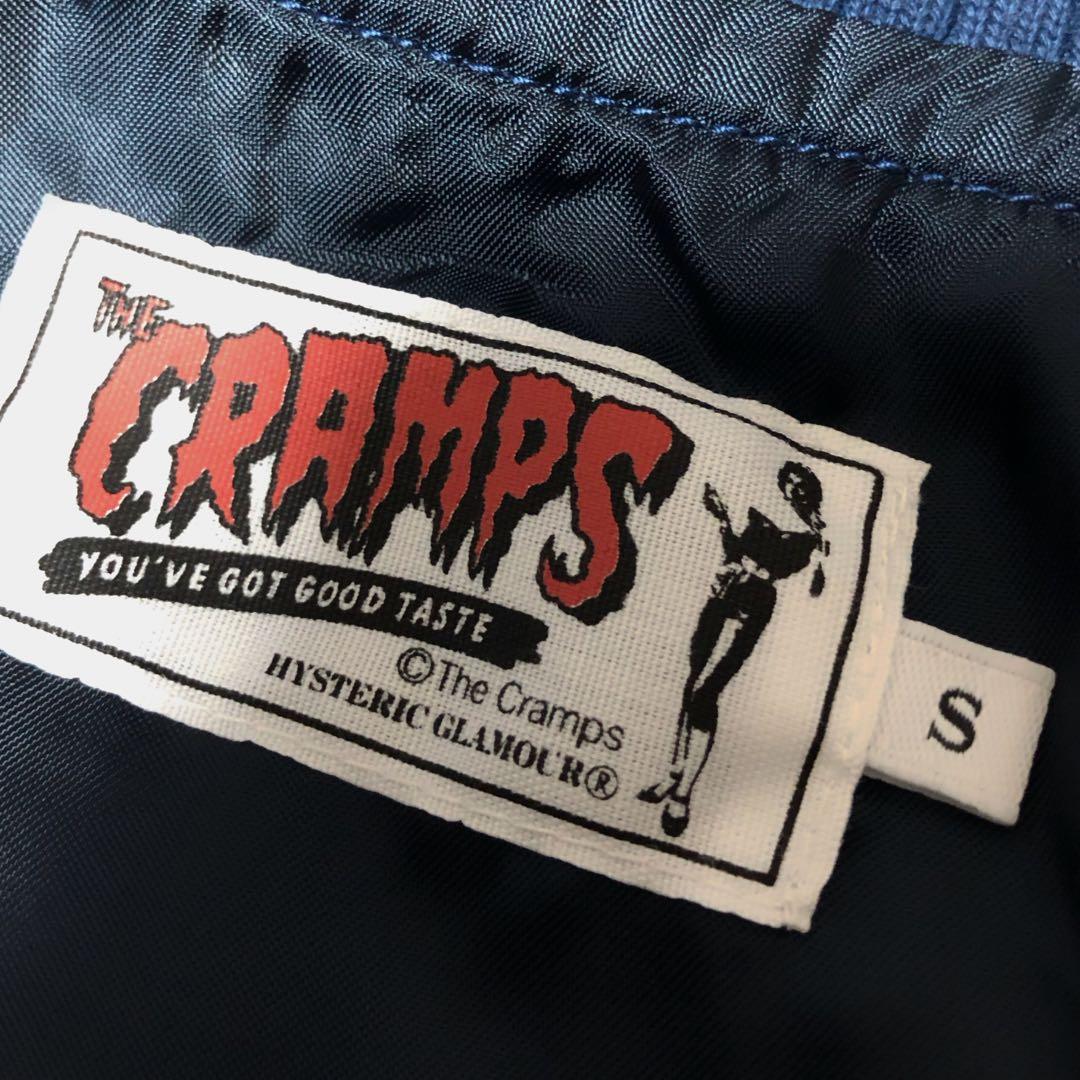 THE
CRAMPS
YOU'VE GOT GOOD TASTE
©The Cramps
HYSTERIC GLAMOUR®
S